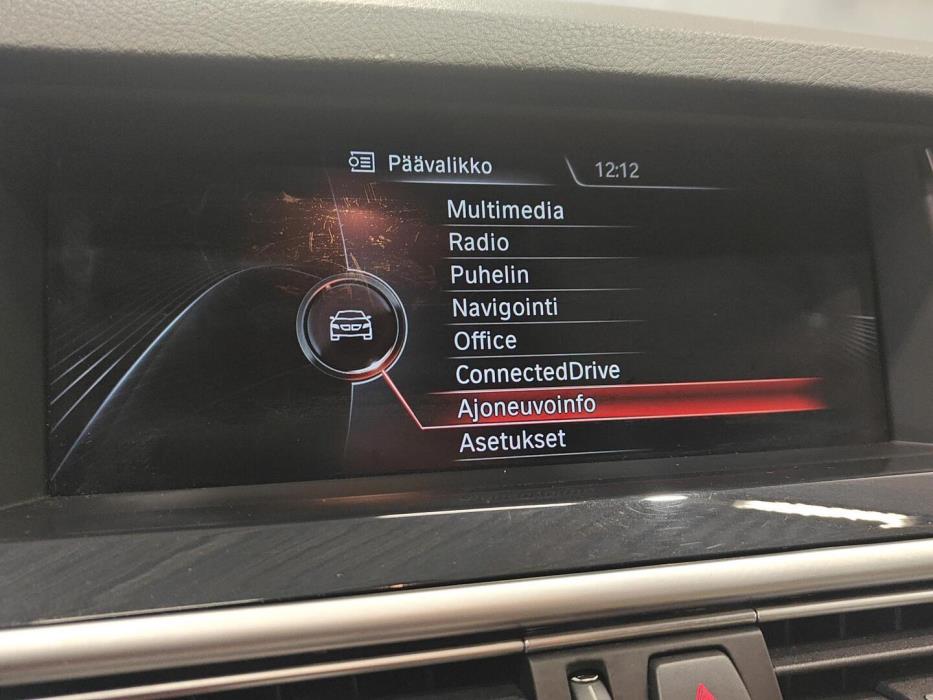 Päävalikko 12:12
Multimedia
Radio
Puhelin
Navigointi
Office
ConnectedDrive
Ajoneuvoinfo
Asetukset